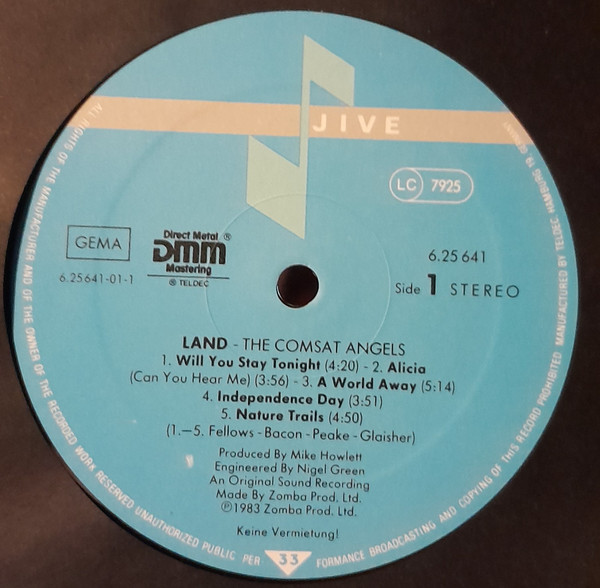 JIVE
LC 7925
GEMA
6.25641-01-1
Direct Metal ®
DMM
Mastering
® TELDEC
6.25 641
Side 1 STEREO
LAND - THE COMSAT ANGELS
1. Will You Stay Tonight (4:20) - 2. Alicia
(Can You Hear Me) (3:56) - 3. A World Away (5:14)
4. Independence Day (3:51)
5. Nature Trails (4:50)
(1.–5. Fellows - Bacon - Peake - Glaisher)
Produced By Mike Howlett
Engineered By Nigel Green
An Original Sound Recording
Made By Zomba Prod. Ltd.
℗1983 Zomba Prod. Ltd.
Keine Vermietung!
ALL RIGHTS OF THE MANUFACTURER AND OF THE OWNER OF THE RECORDED WORK RESERVED UNAUTHORIZED PUBLIC PER 33 FORMANCE BROADCASTING AND COPYING OF THIS RECORD PROHIBITED MANUFACTURED BY TELDEC HAMBURG 19 GERMANY